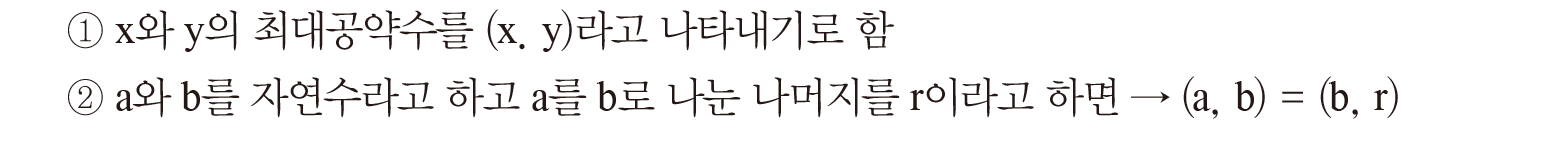 ① x와 y의 최대공약수를 (x. y)라고 나타내기로 함
② a와 b를 자연수라고 하고 a를 b로 나눈 나머지를 r이라고 하면 → (a, b) = (b, r)